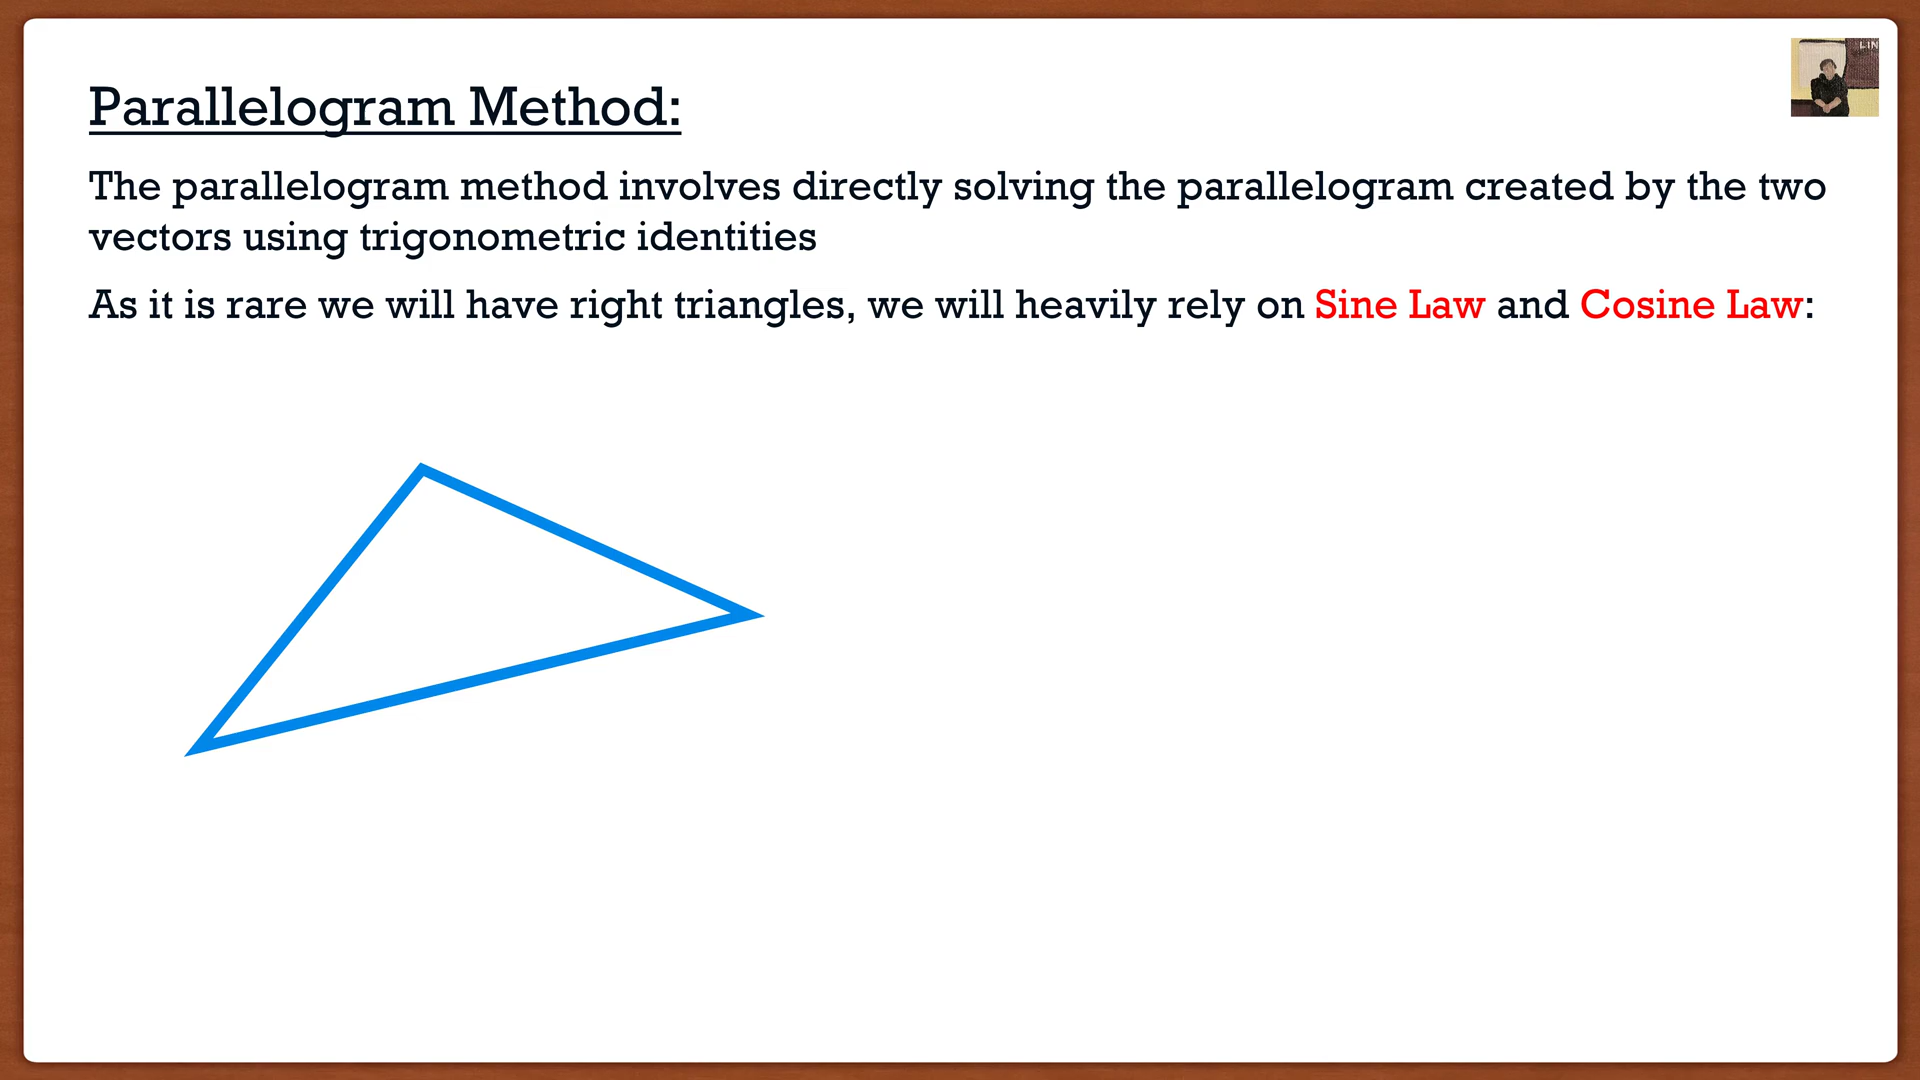 Parallelogram Method:
The parallelogram method involves directly solving the parallelogram created by the two
vectors using trigonometric identities
As it is rare we will have right triangles, we will heavily rely on Sine Law and Cosine Law:
LIN